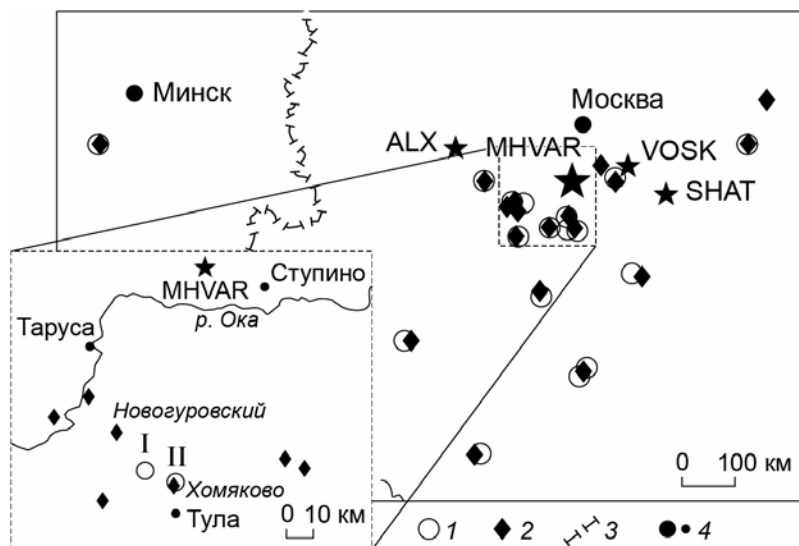 Минск
Москва
ALX
MHVAR
VOSK
SHAT
MHVAR
Ступино
р. Ока
Таруса
Новогуровский
I
II
Хомяково
Тула
0 10 км
0 100 км
1 2 3 4